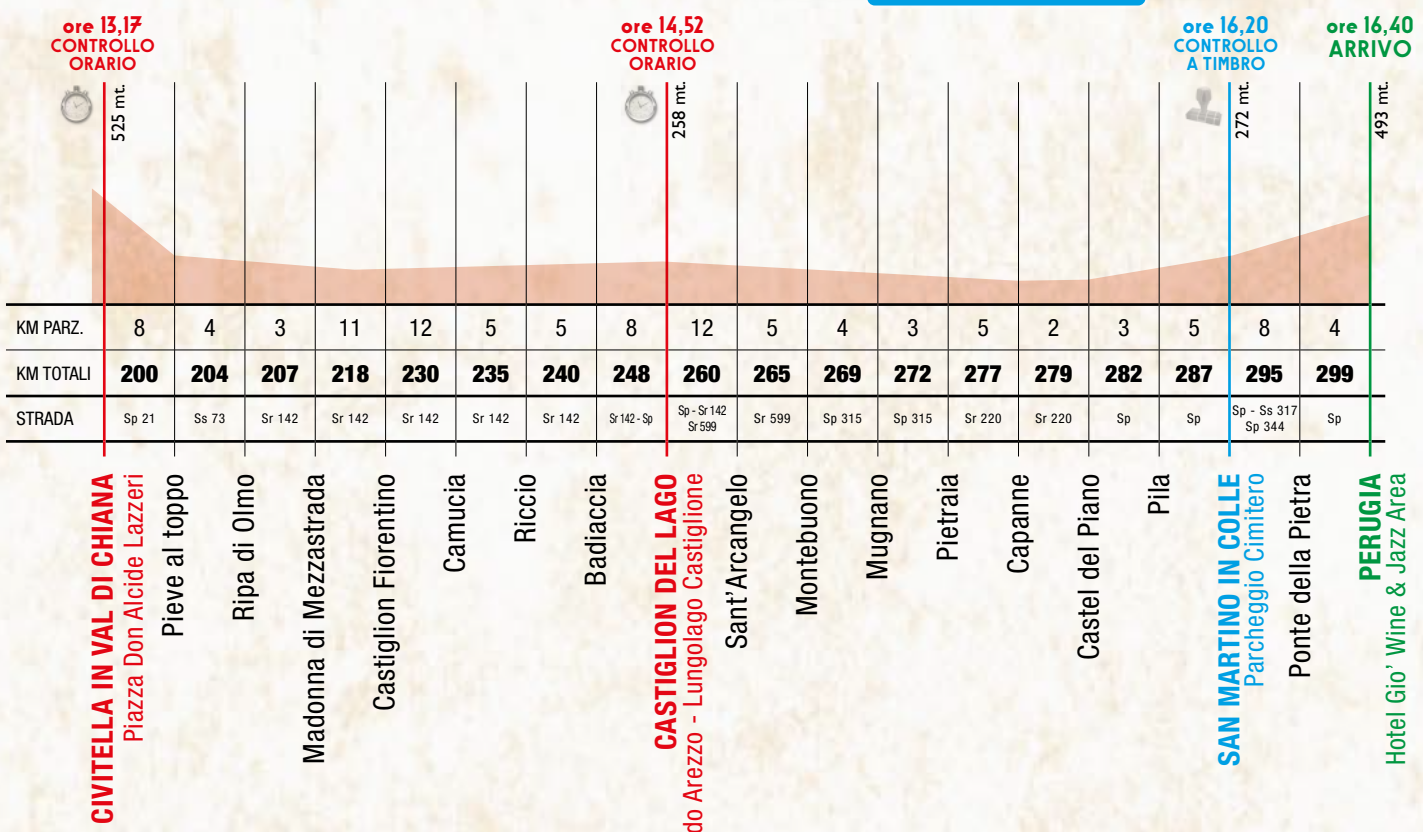 ore 13,17
CONTROLLO
ORARIO
525 mt.
ore 14,52
CONTROLLO
ORARIO
258 mt.
ore 16,20
CONTROLLO
A TIMBRO
272 mt.
ore 16,40
ARRIVO
493 mt.
KM PARZ. 8 4 3 11 12 5 5 8 12 5 4 3 5 2 3 5 8 4
KM TOTALI 200 204 207 218 230 235 240 248 260 265 269 272 277 279 282 287 295 299
STRADA Sp 21 Ss 73 Sr 142 Sr 142 Sr 142 Sr 142 Sr 142 Sr 142 - Sp Sp - Sr 142 Sr 599 Sr 599 Sp 315 Sp 315 Sr 220 Sr 220 Sp Sp Sp - Ss 317 Sp 344 Sp
CIVITELLA IN VAL DI CHIANA
Piazza Don Alcide Lazzeri
Pieve al toppo
Ripa di Olmo
Madonna di Mezzastrada
Castiglion Fiorentino
Camucia
Riccio
Badiaccia
CASTIGLION DEL LAGO
do Arezzo - Lungolago Castiglione
Sant'Arcangelo
Montebuono
Mugnano
Pietraia
Capanne
Castel del Piano
Pila
SAN MARTINO IN COLLE
Parcheggio Cimitero
Ponte della Pietra
PERUGIA
Hotel Gio' Wine & Jazz Area